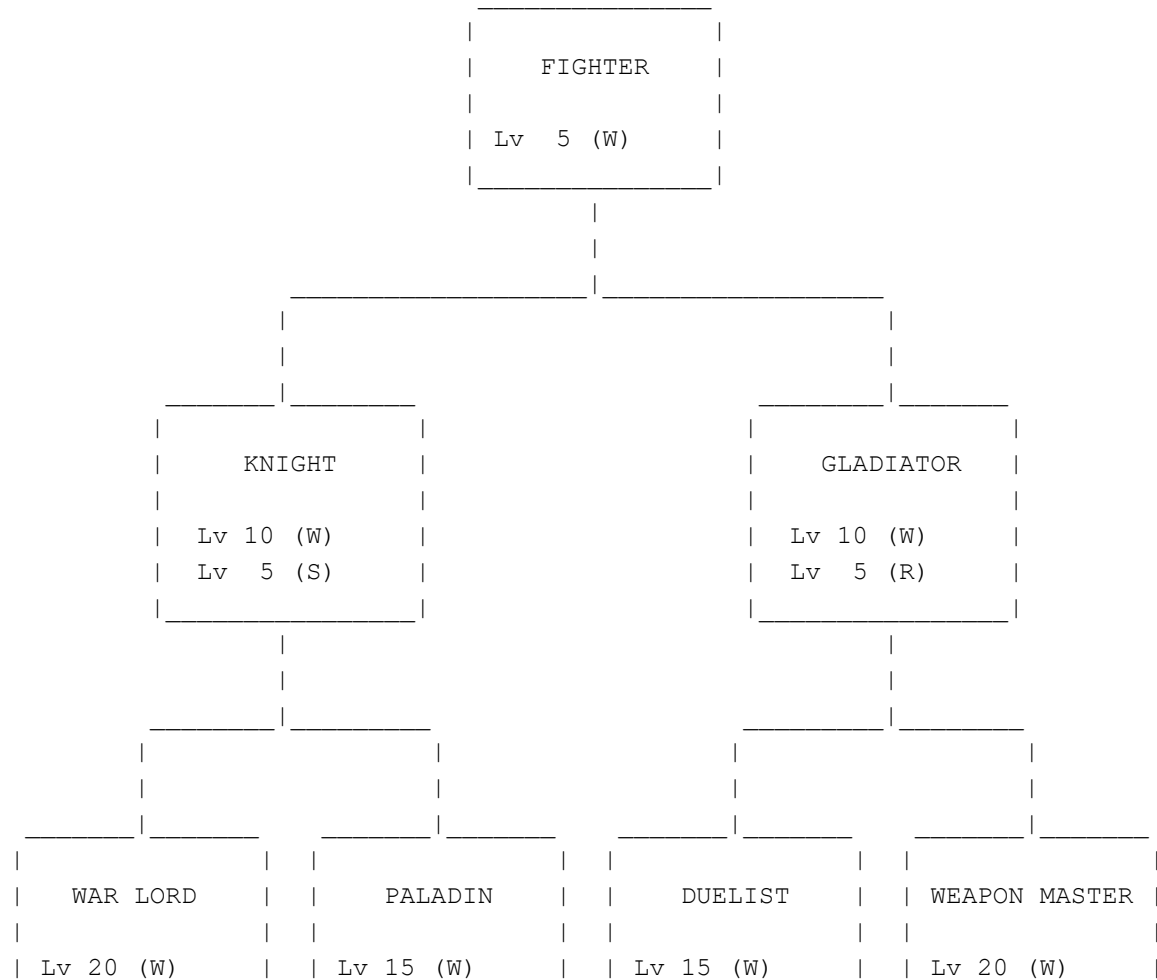 FIGHTER
Lv 5 (W)
KNIGHT GLADIATOR
Lv 10 (W) Lv 10 (W)
Lv 5 (S) Lv 5 (R)
WAR LORD PALADIN DUELIST WEAPON MASTER
Lv 20 (W) Lv 15 (W) Lv 15 (W) Lv 20 (W)